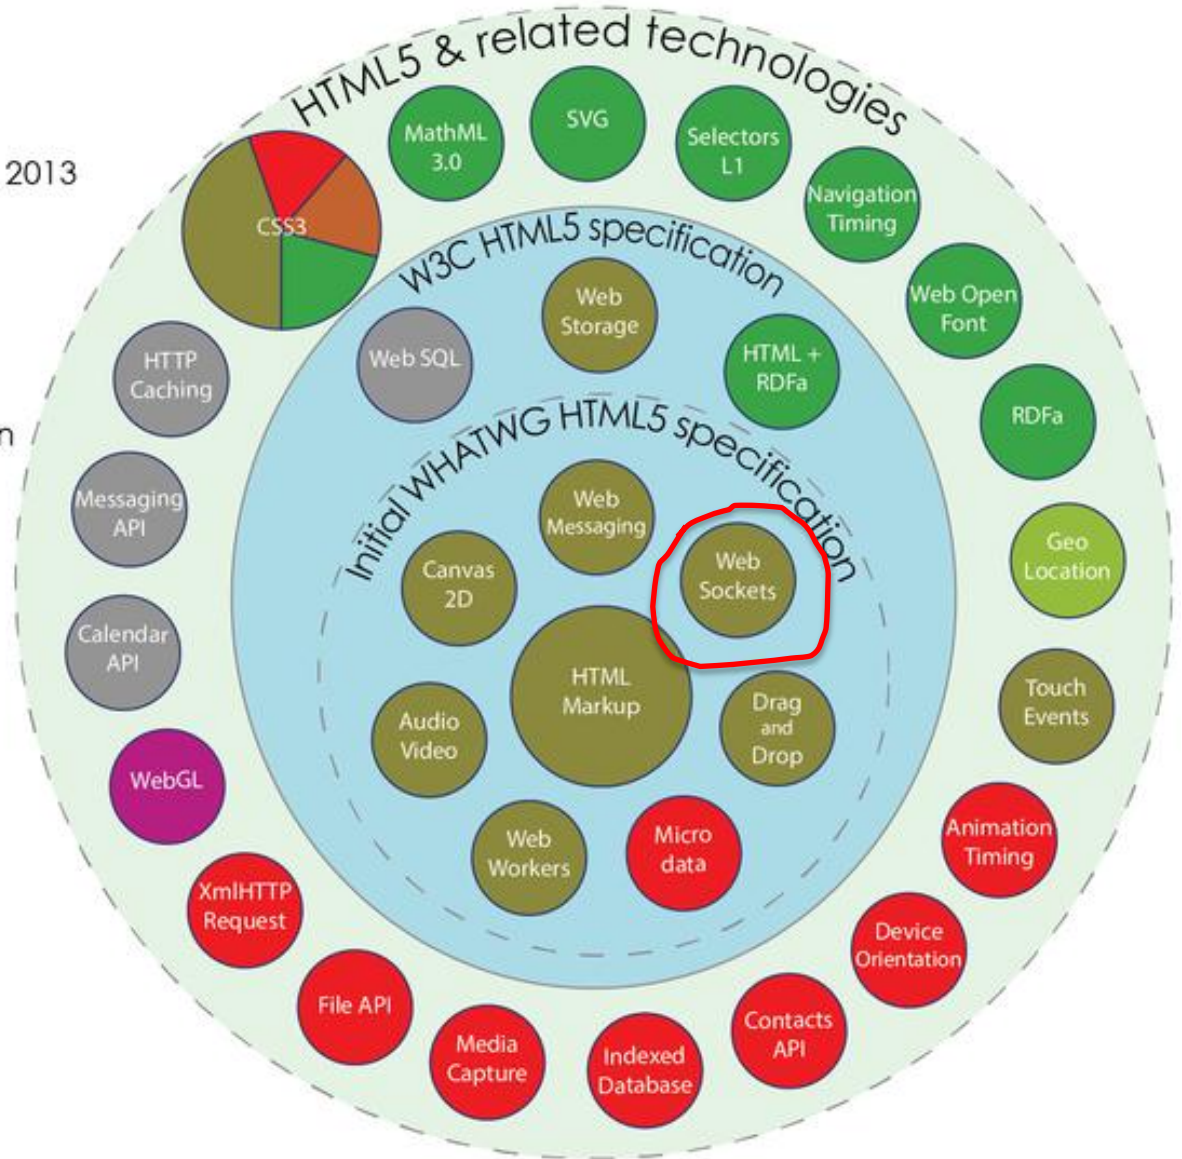 HTML5 & related technologies
2013
MathML
3.0
SVG
Selectors
L1
Navigation
Timing
CSS3
W3C HTML5 specification
Web Open
Font
Web
Storage
Web SQL
HTML +
RDFa
HTTP
Caching
RDFa
n
Initial WHATWG HTML5 specification
Messaging
API
Web
Messaging
Web
Sockets
Canvas
2D
Geo
Location
Calendar
API
HTML
Markup
Touch
Events
Audio
Video
Drag
and
Drop
WebGL
Web
Workers
Micro
data
Animation
Timing
XmlHTTP
Request
Device
Orientation
File API
Media
Capture
Indexed
Database
Contacts
API